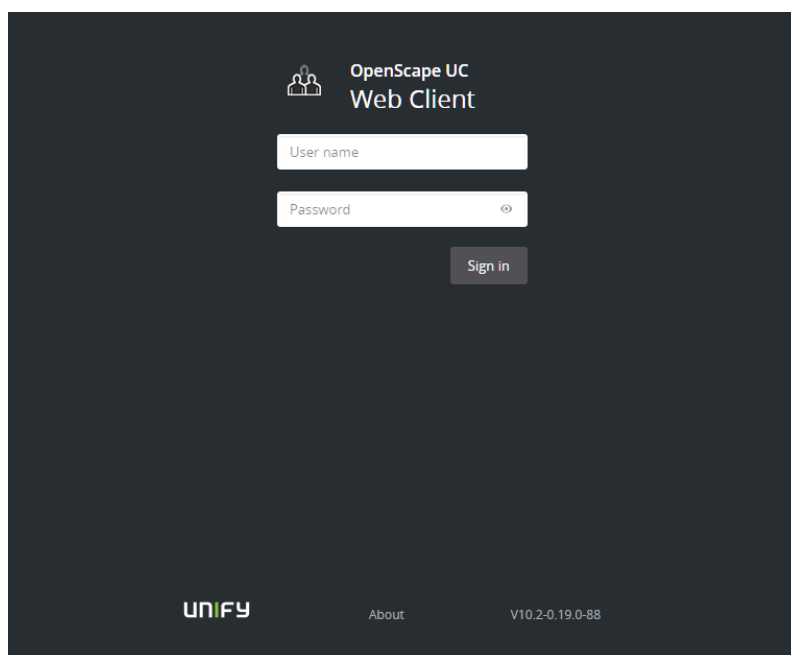 OpenScape UC
Web Client
User name
Password
Sign in
UNIFY
About
V10.2-0.19.0-88